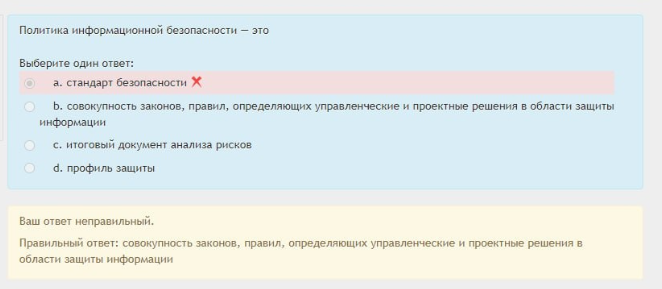 Политика информационной безопасности — это
Выберите один ответ:
a. стандарт безопасности
b. совокупность законов, правил, определяющих управленческие и проектные решения в области защиты
информации
c. итоговый документ анализа рисков
d. профиль защиты
Ваш ответ неправильный.
Правильный ответ: совокупность законов, правил, определяющих управленческие и проектные решения в
области защиты информации